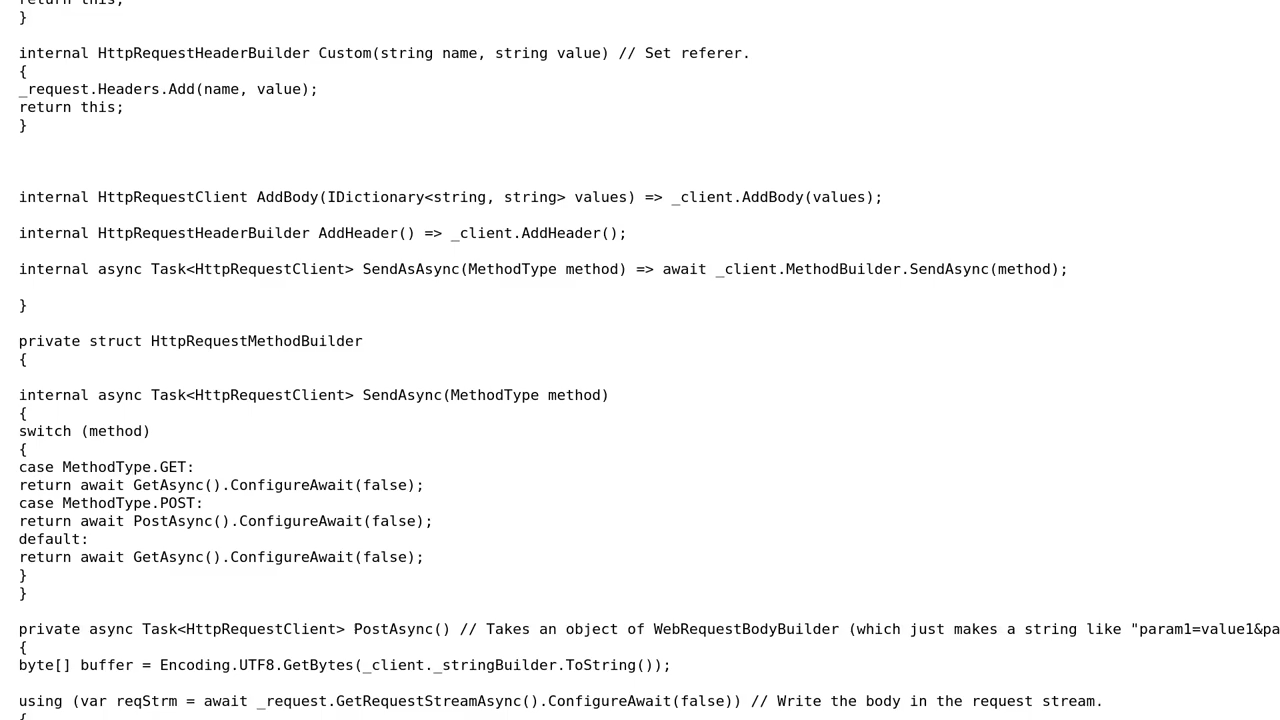 return this;
}
internal HttpRequestHeaderBuilder Custom(string name, string value) // Set referer.
{
_request.Headers.Add(name, value);
return this;
}
internal HttpRequestClient AddBody(IDictionary<string, string> values) => _client.AddBody(values);
internal HttpRequestHeaderBuilder AddHeader() => _client.AddHeader();
internal async Task<HttpRequestClient> SendAsAsync(MethodType method) => await _client.MethodBuilder.SendAsync(method);
}
private struct HttpRequestMethodBuilder
{
internal async Task<HttpRequestClient> SendAsync(MethodType method)
{
switch (method)
{
case MethodType.GET:
return await GetAsync().ConfigureAwait(false);
case MethodType.POST:
return await PostAsync().ConfigureAwait(false);
default:
return await GetAsync().ConfigureAwait(false);
}
}
private async Task<HttpRequestClient> PostAsync() // Takes an object of WebRequestBodyBuilder (which just makes a string like "param1=value1&pa
{
byte[] buffer = Encoding.UTF8.GetBytes(_client._stringBuilder.ToString());
using (var reqStrm = await _request.GetRequestStreamAsync().ConfigureAwait(false)) // Write the body in the request stream.
{